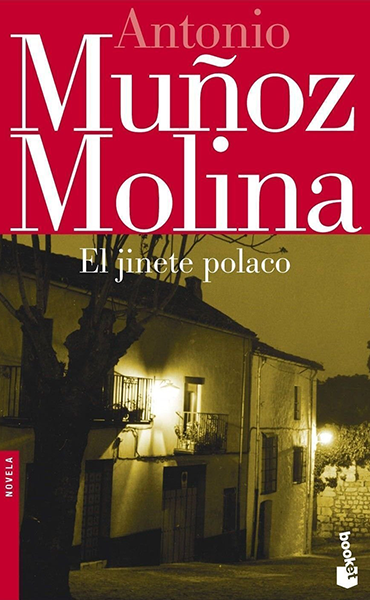 Antonio
Muñoz
Molina
El jinete polaco
NOVELA
booket